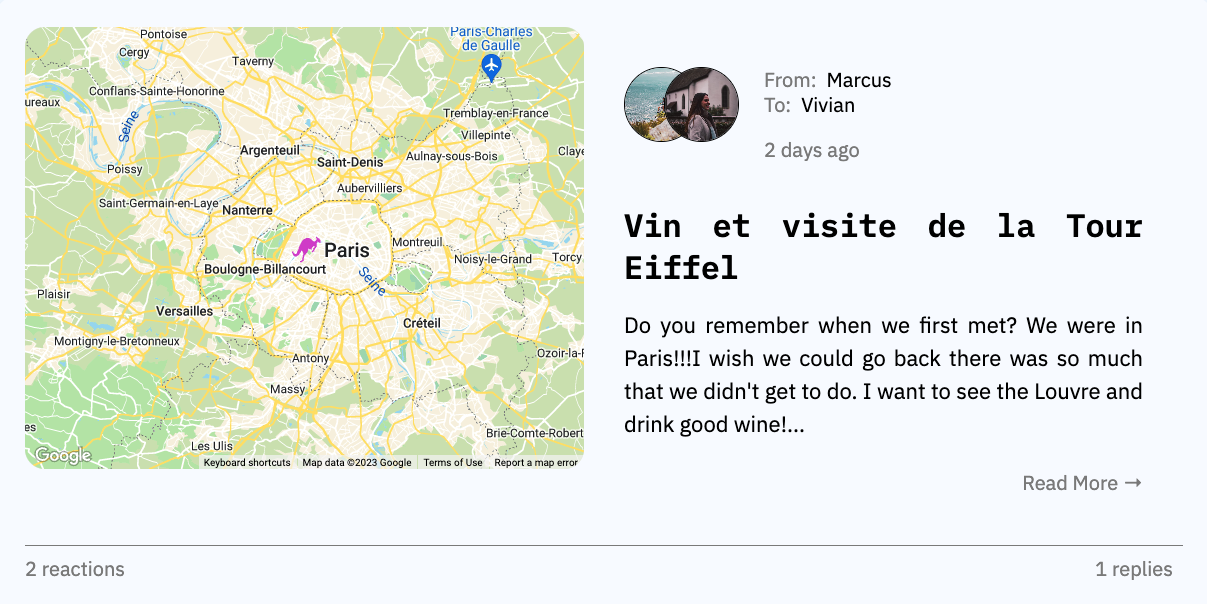 Pontoise
Paris-Charles
de Gaulle
Cergy
Taverny
Conflans-Sainte-Honorine
ureaux
Tremblay-en-France
Seine
Villepinte
Argenteuil
Saint-Denis
Aulnay-sous-Bois
Claye
Poissy
Aubervilliers
Saint-Germain-en-Laye
Nanterre
Paris
Montreuil
Noisy-le-Grand
Torcy
Boulogne-Billancourt
Seine
Plaisir
Versailles
Créteil
Montigny-le-Bretonneux
Antony
Ozoir-la-F
Massy
es
Les Ulis
Brie-Comte-Robert
Google
Keyboard shortcuts Map data ©2023 Google Terms of Use Report a map error
From: Marcus
To: Vivian
2 days ago
Vin et visite de la Tour
Eiffel
Do you remember when we first met? We were in
Paris!!!I wish we could go back there was so much
that we didn't get to do. I want to see the Louvre and
drink good wine!...
Read More →
2 reactions
1 replies